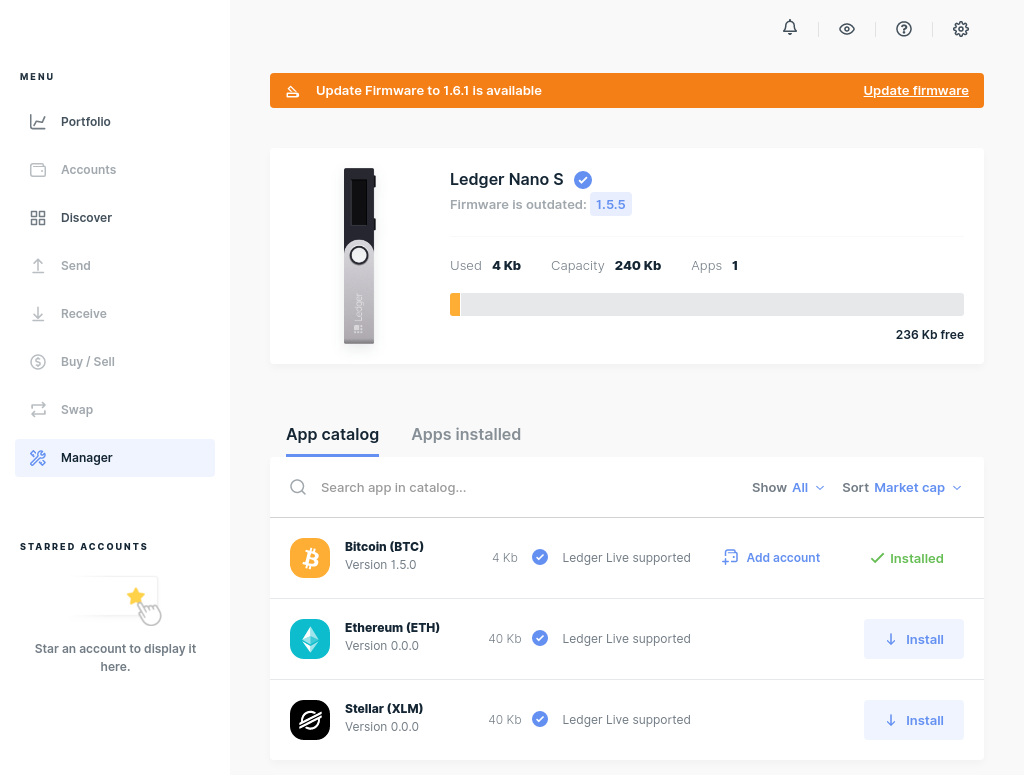 MENU
Portfolio
Accounts
Discover
Send
Receive
Buy / Sell
Swap
Manager
STARRED ACCOUNTS
Star an account to display it
here.
Update Firmware to 1.6.1 is available
Update firmware
Ledger
Ledger Nano S
Firmware is outdated: 1.5.5
Used 4 Kb Capacity 240 Kb Apps 1
236 Kb free
App catalog Apps installed
Search app in catalog... Show All Sort Market cap
Bitcoin (BTC)
Version 1.5.0
4 Kb Ledger Live supported Add account Installed
Ethereum (ETH)
Version 0.0.0
40 Kb Ledger Live supported Install
Stellar (XLM)
Version 0.0.0
40 Kb Ledger Live supported Install